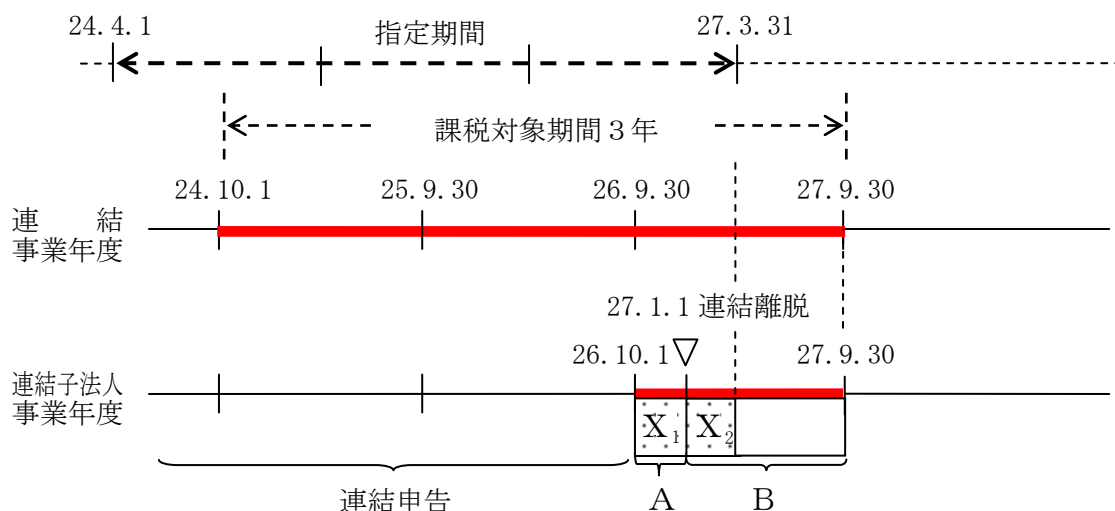 24.4.1 指定期間 27.3.31
課税対象期間３年
24.10.1 25.9.30 26.9.30 27.9.30
連　　結
事業年度
27.1.1 連結離脱
26.10.1 ▽ 27.9.30
連結子法人
事業年度
X₁ X₂
連結申告 A B